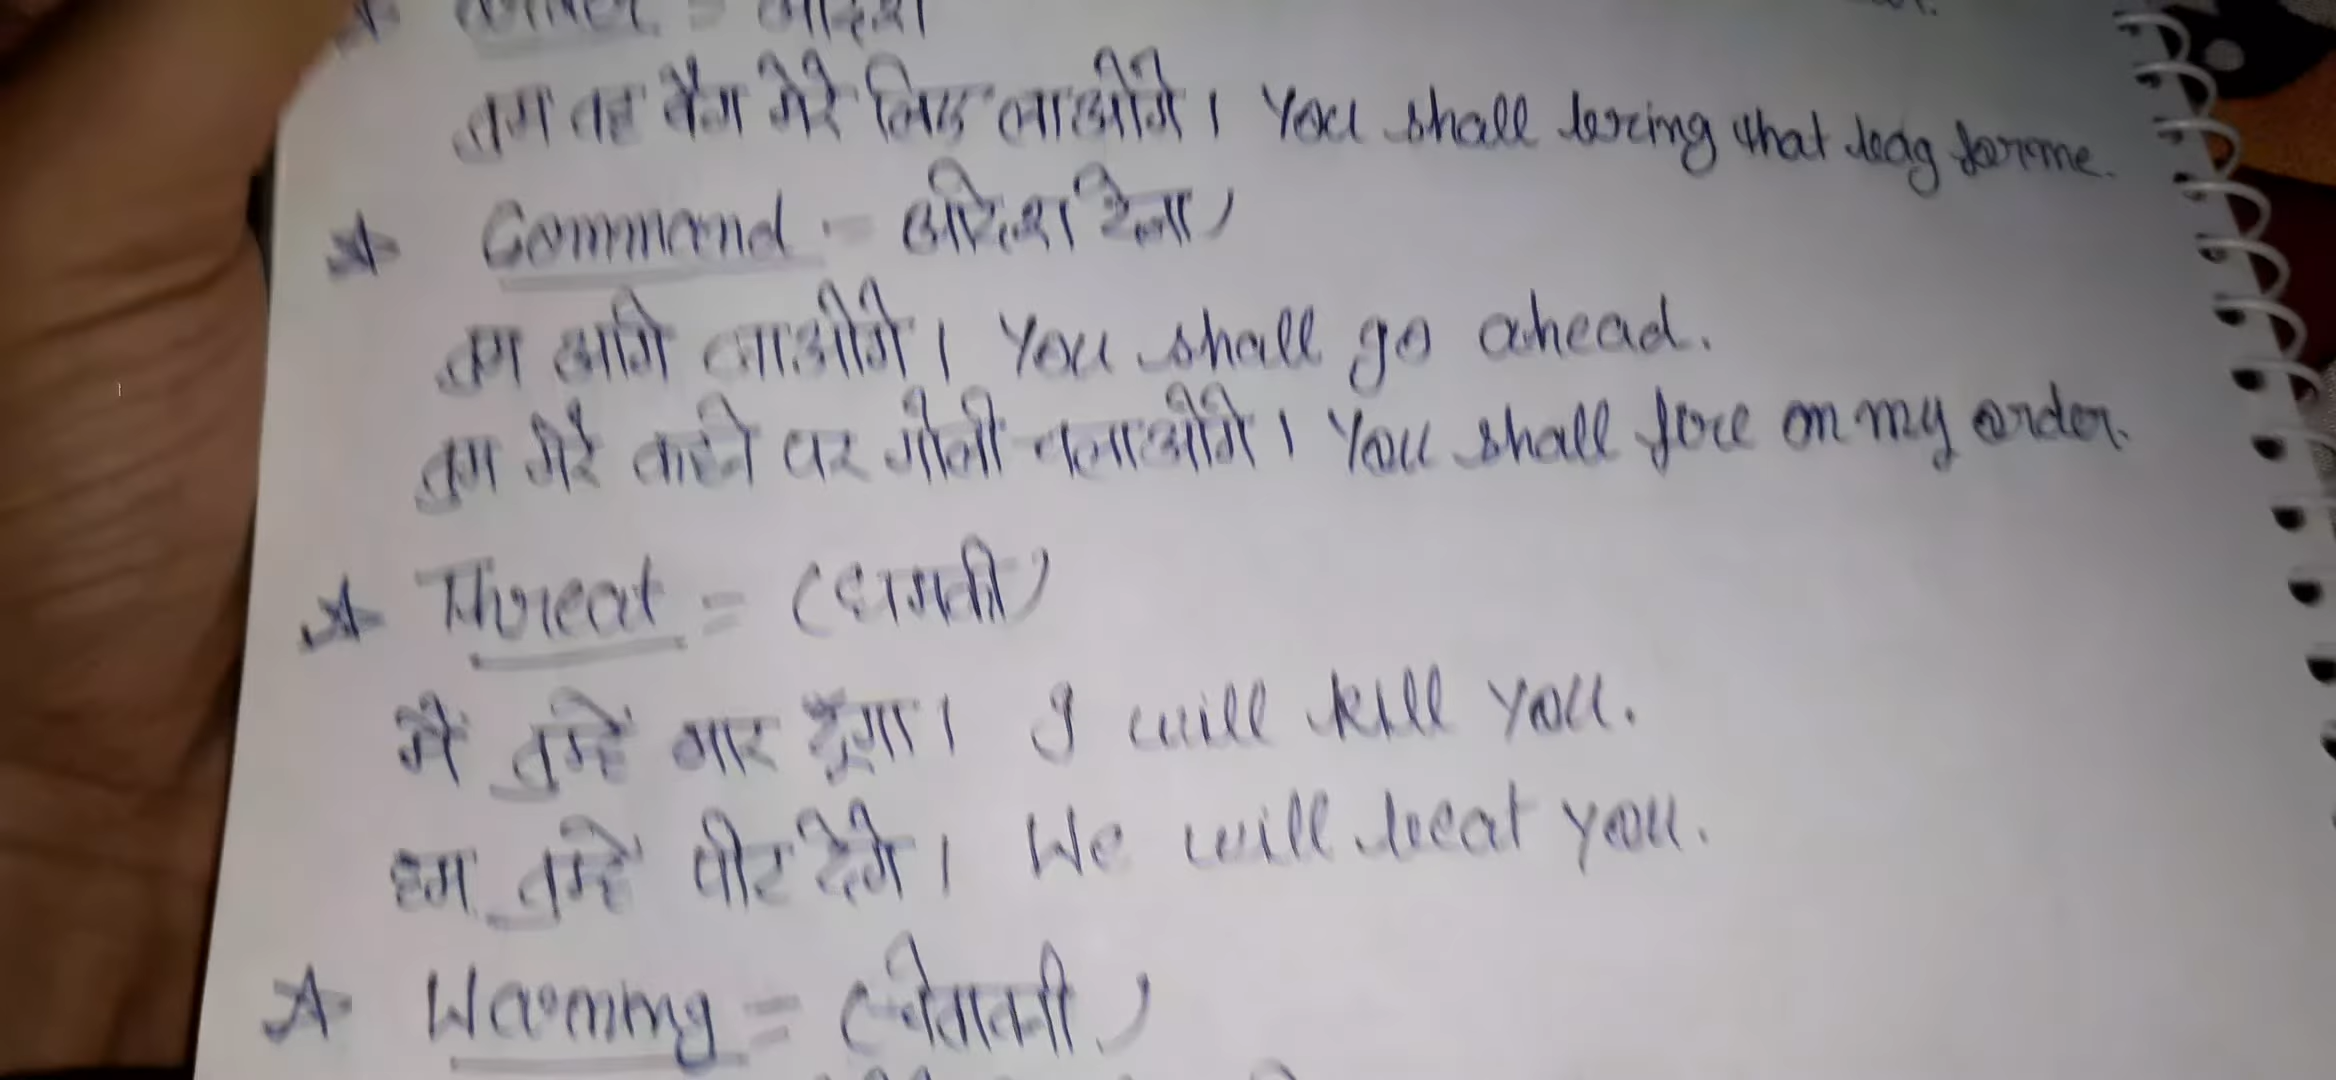 = आदेश
तुम वह बैग मेरे लिए लाओगे। You shall bring that bag for me.
Command - आदेश देना)
तुम आगे जाओगे। You shall go ahead.
तुम मेरे कहने पर गोली चलाओगे। You shall fire on my order.
Threat = (धमकी)
मैं तुम्हें मार दूँगा। I will kill you.
हम तुम्हें पीट देंगे। We will beat you.
Warning = (चेतावनी)